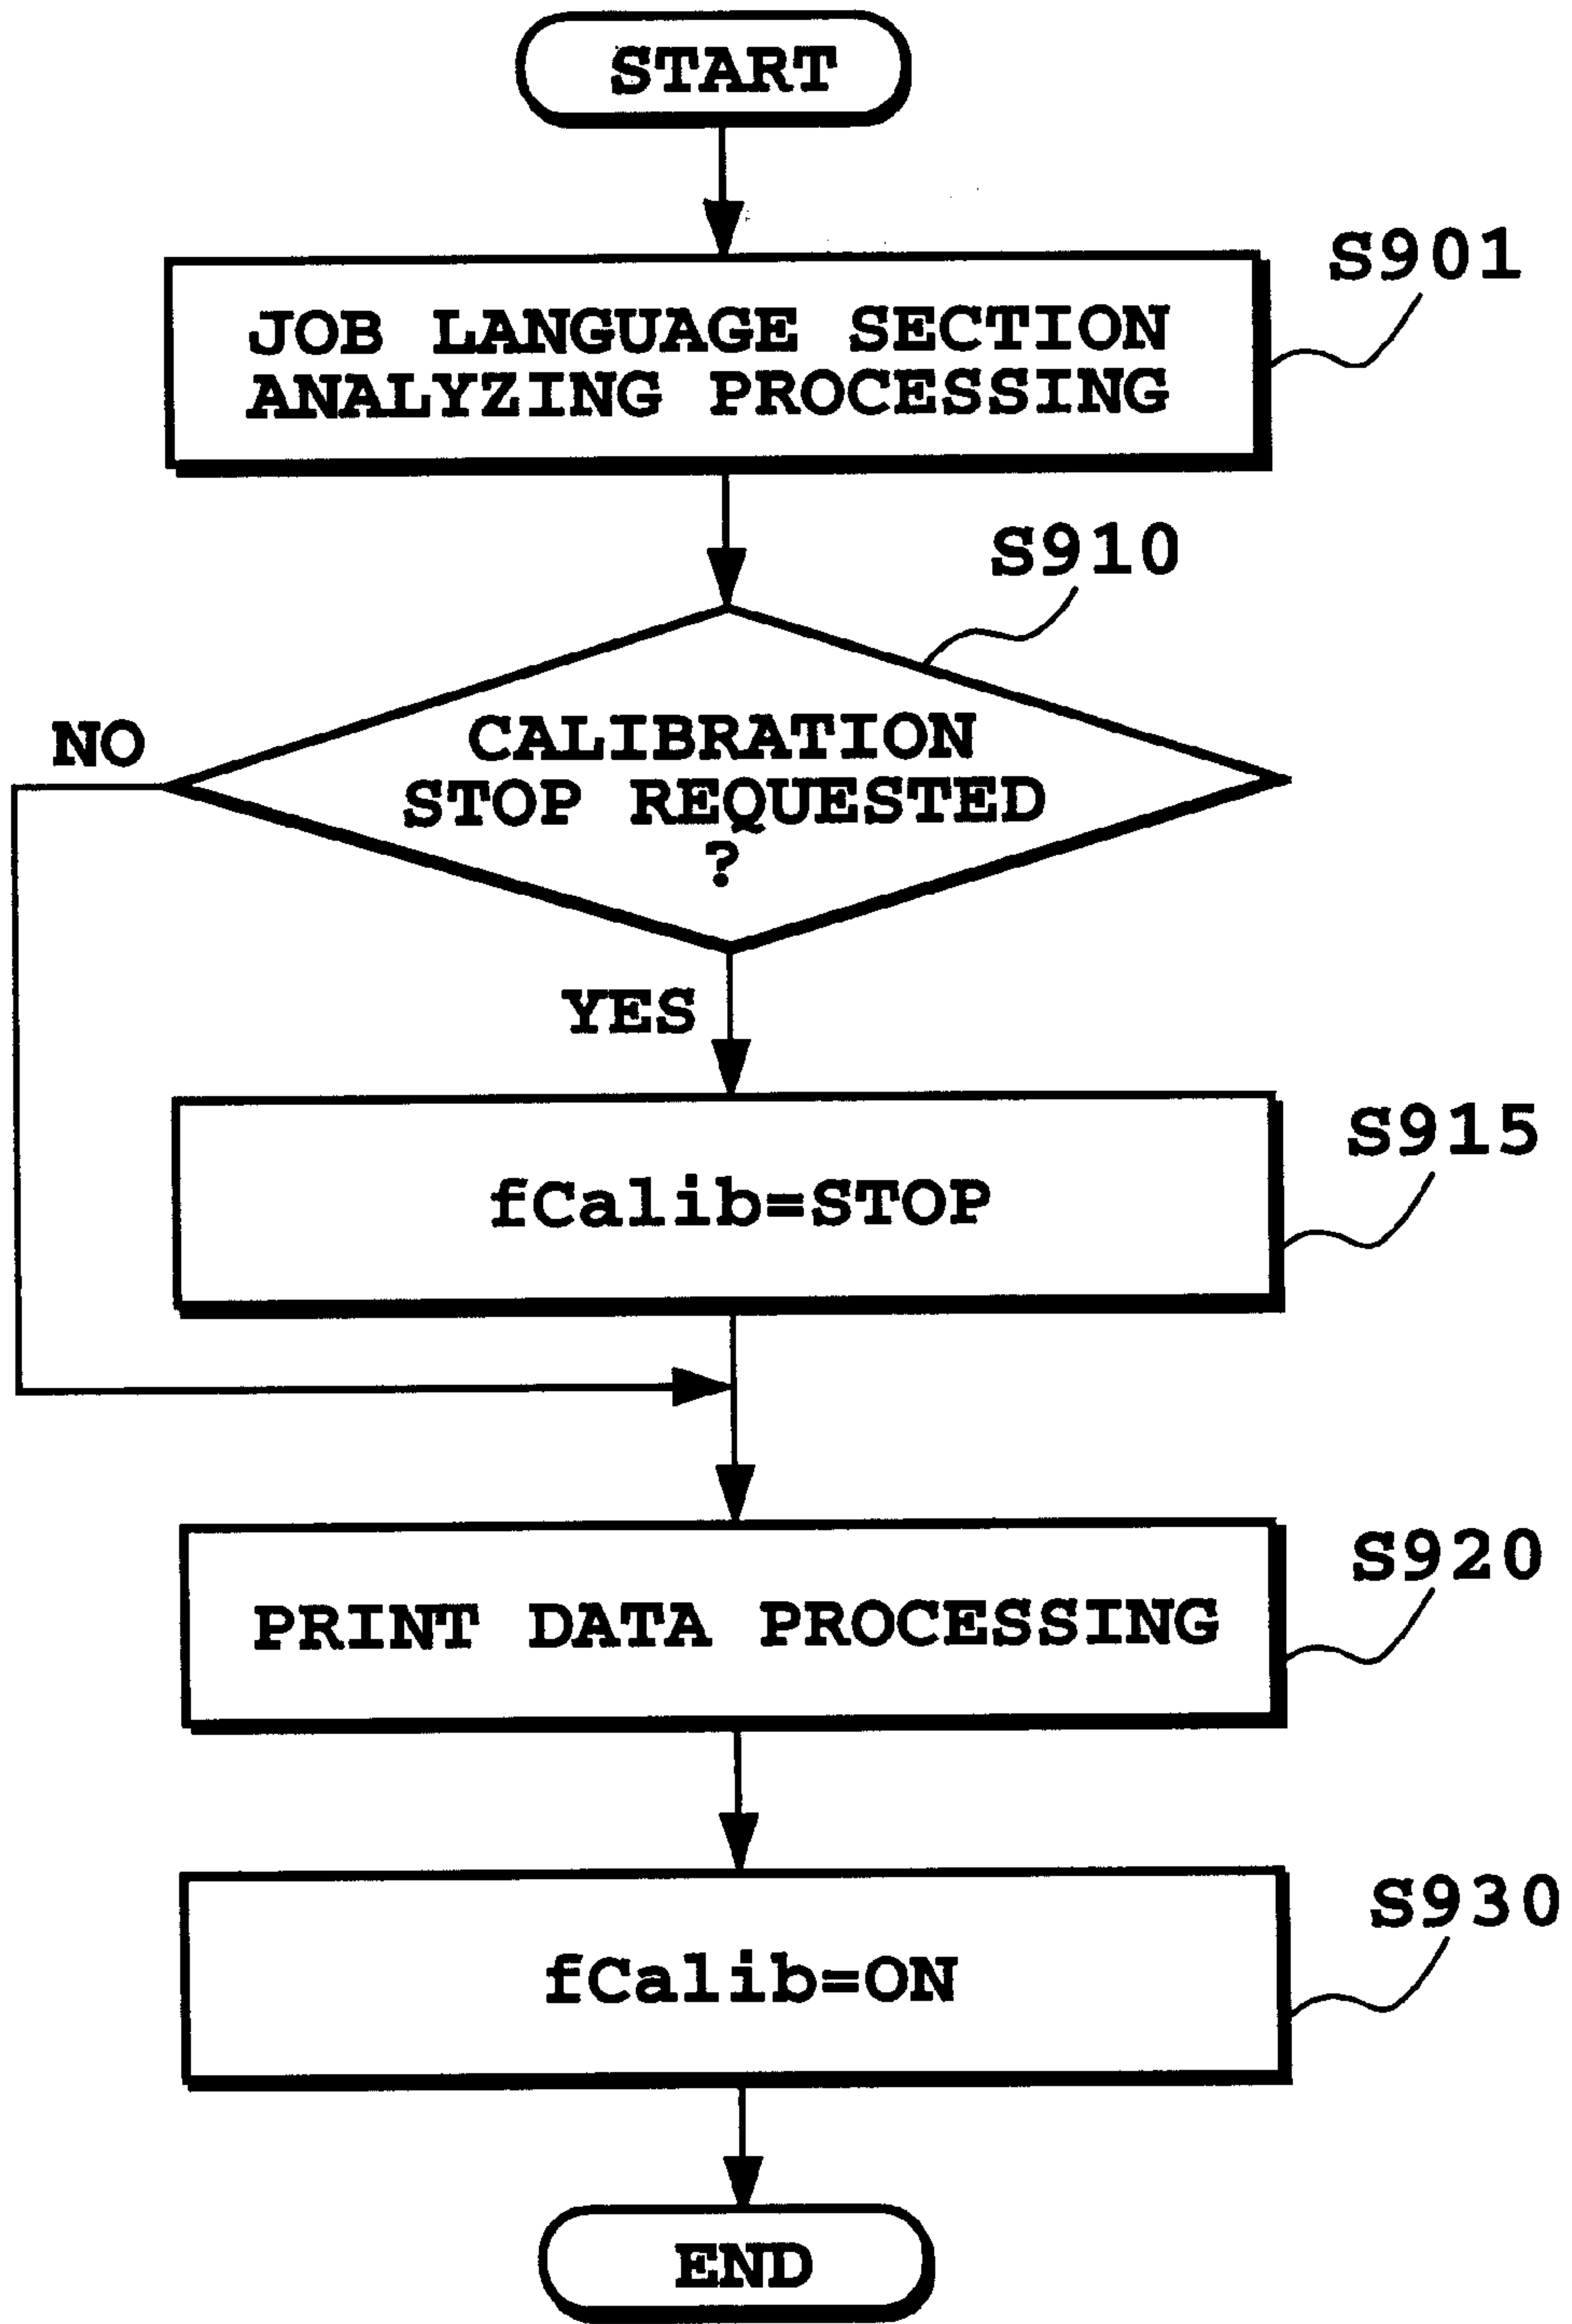 START
S901
JOB LANGUAGE SECTION
ANALYZING PROCESSING
S910
NO
CALIBRATION
STOP REQUESTED
?
YES
S915
fCalib=STOP
S920
PRINT DATA PROCESSING
S930
fCalib=ON
END